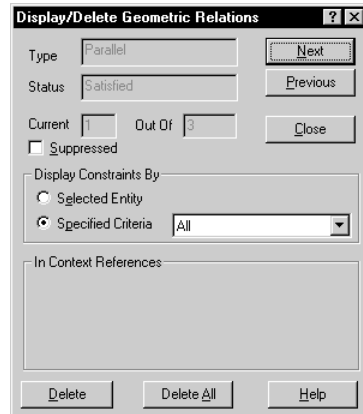 Display/Delete Geometric Relations ? ×
Type Parallel Next
Status Satisfied Previous
Current 1 Out Of 3 Close
Suppressed
Display Constraints By
Selected Entity
Specified Criteria All
In Context References
Delete Delete All Help